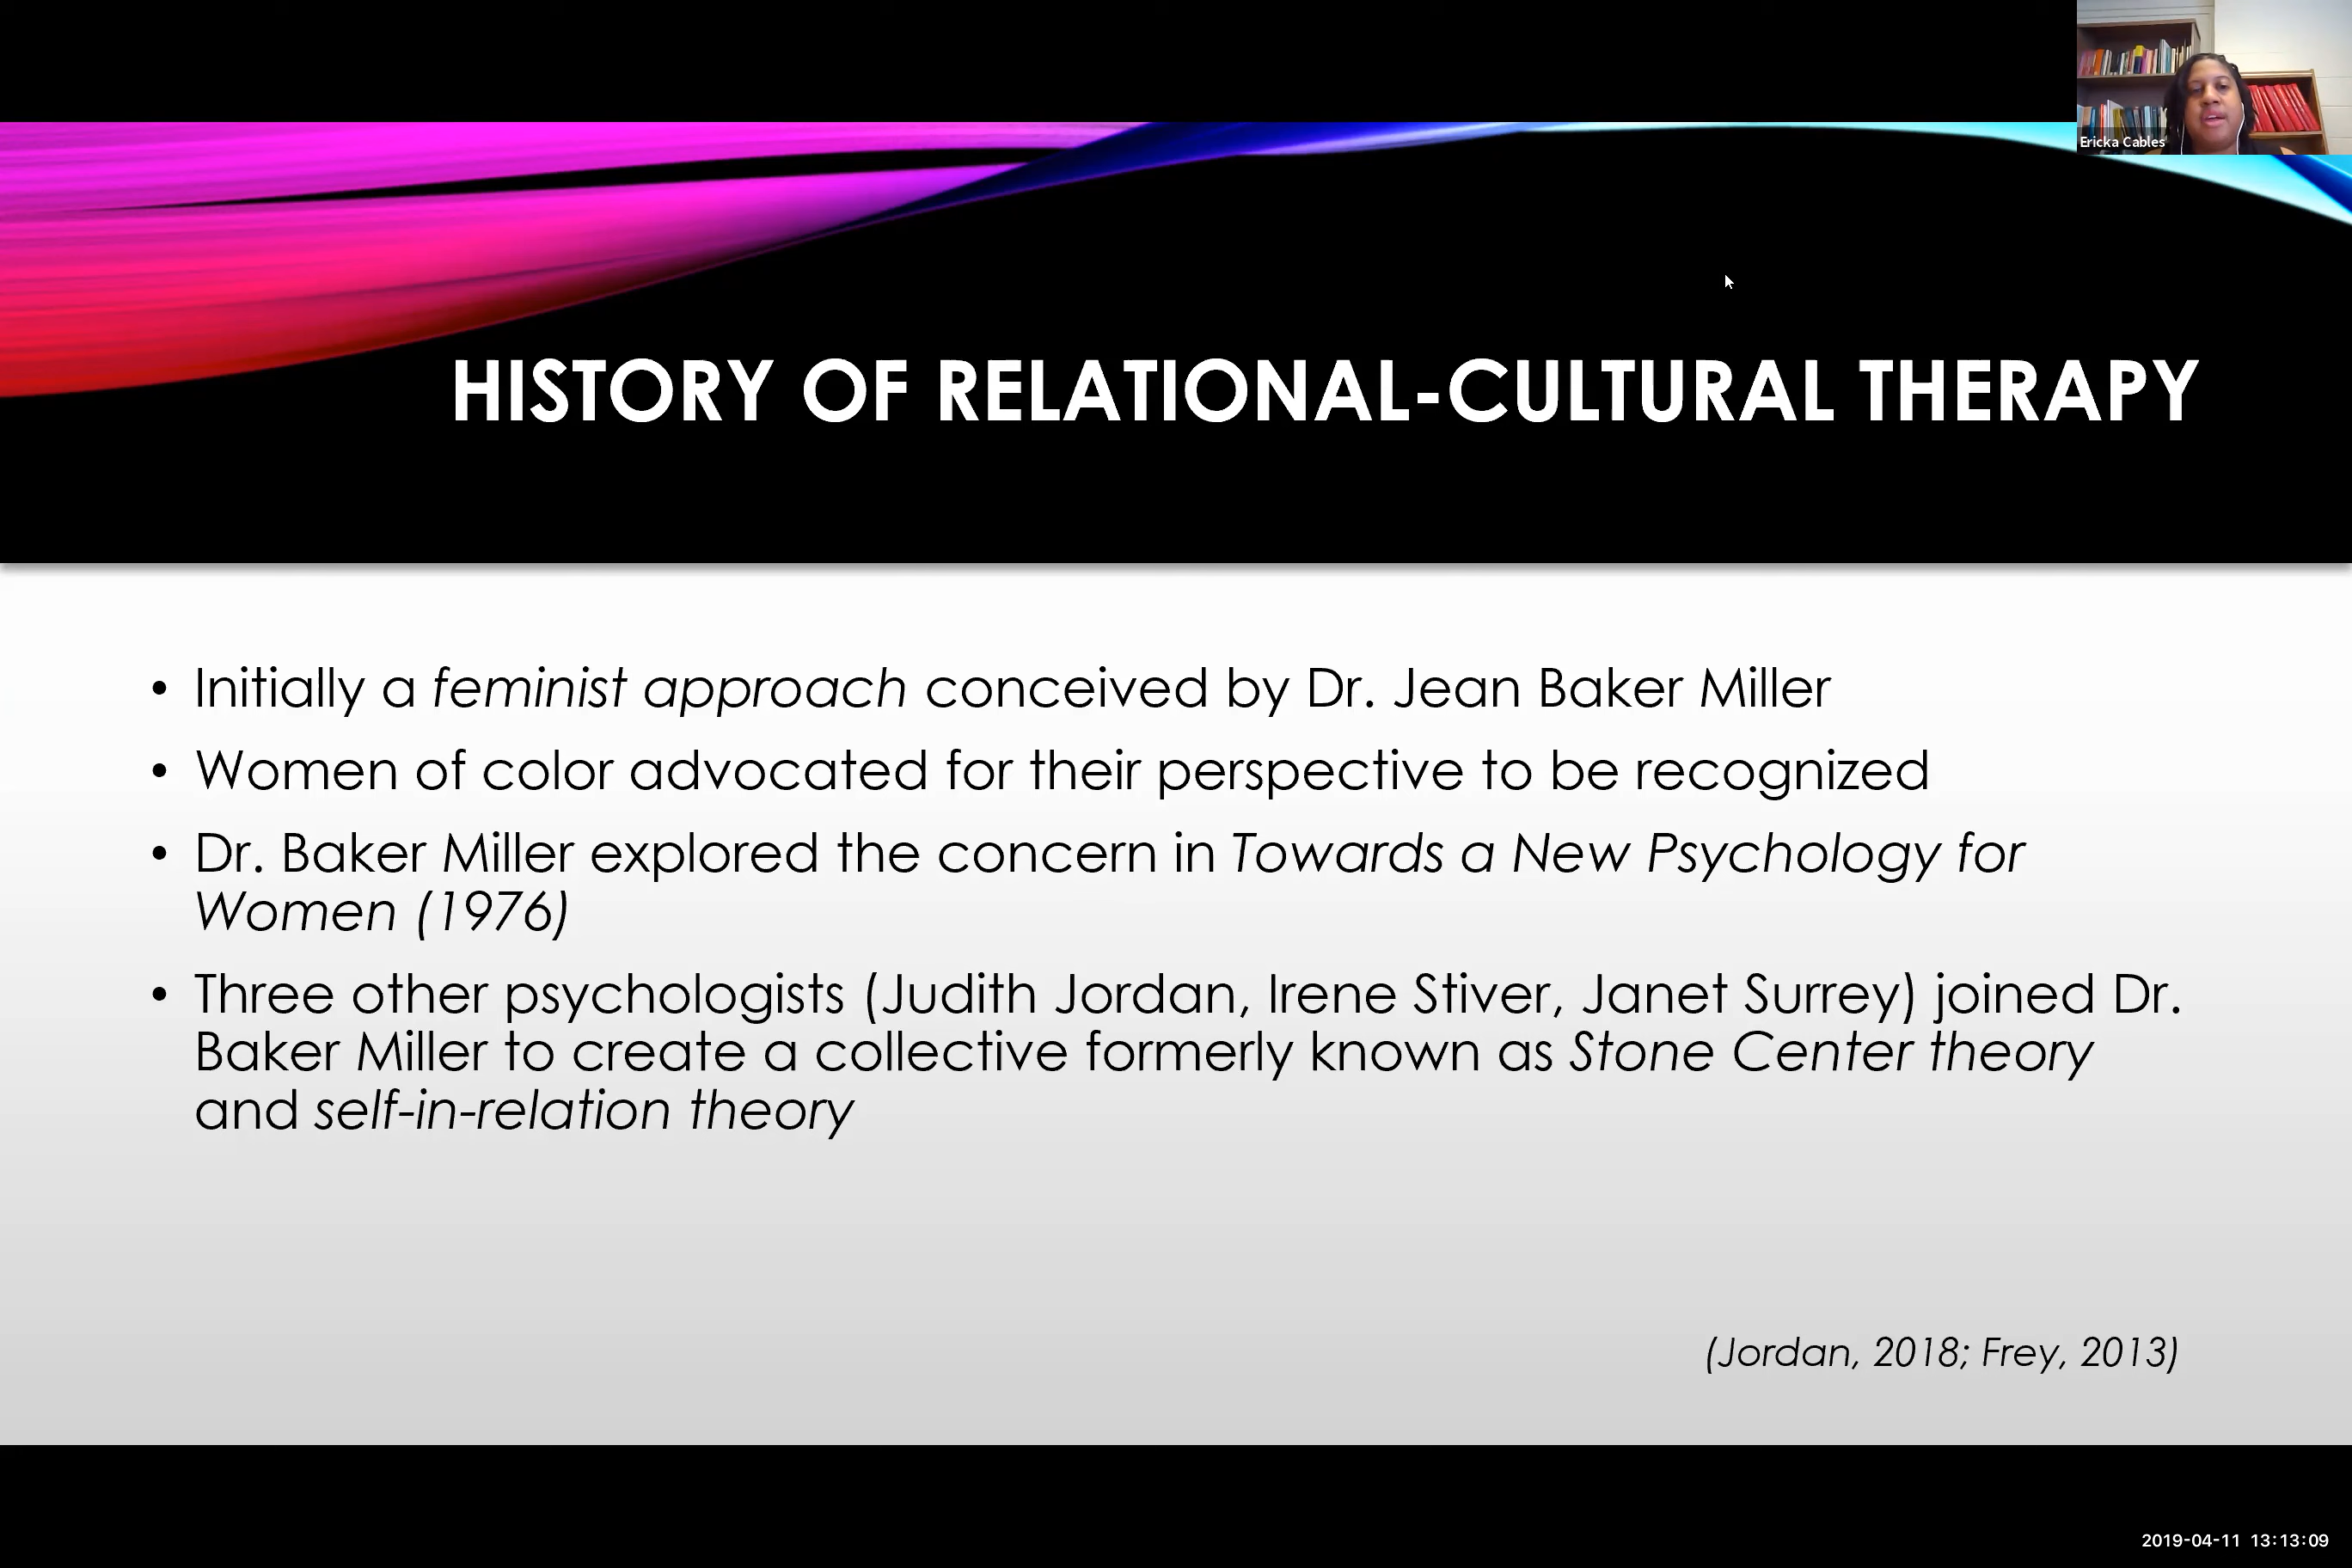 Ericka Cables
HISTORY OF RELATIONAL-CULTURAL THERAPY
• Initially a feminist approach conceived by Dr. Jean Baker Miller
• Women of color advocated for their perspective to be recognized
• Dr. Baker Miller explored the concern in Towards a New Psychology for
Women (1976)
• Three other psychologists (Judith Jordan, Irene Stiver, Janet Surrey) joined Dr.
Baker Miller to create a collective formerly known as Stone Center theory
and self-in-relation theory
(Jordan, 2018; Frey, 2013)
2019-04-11 13:13:09